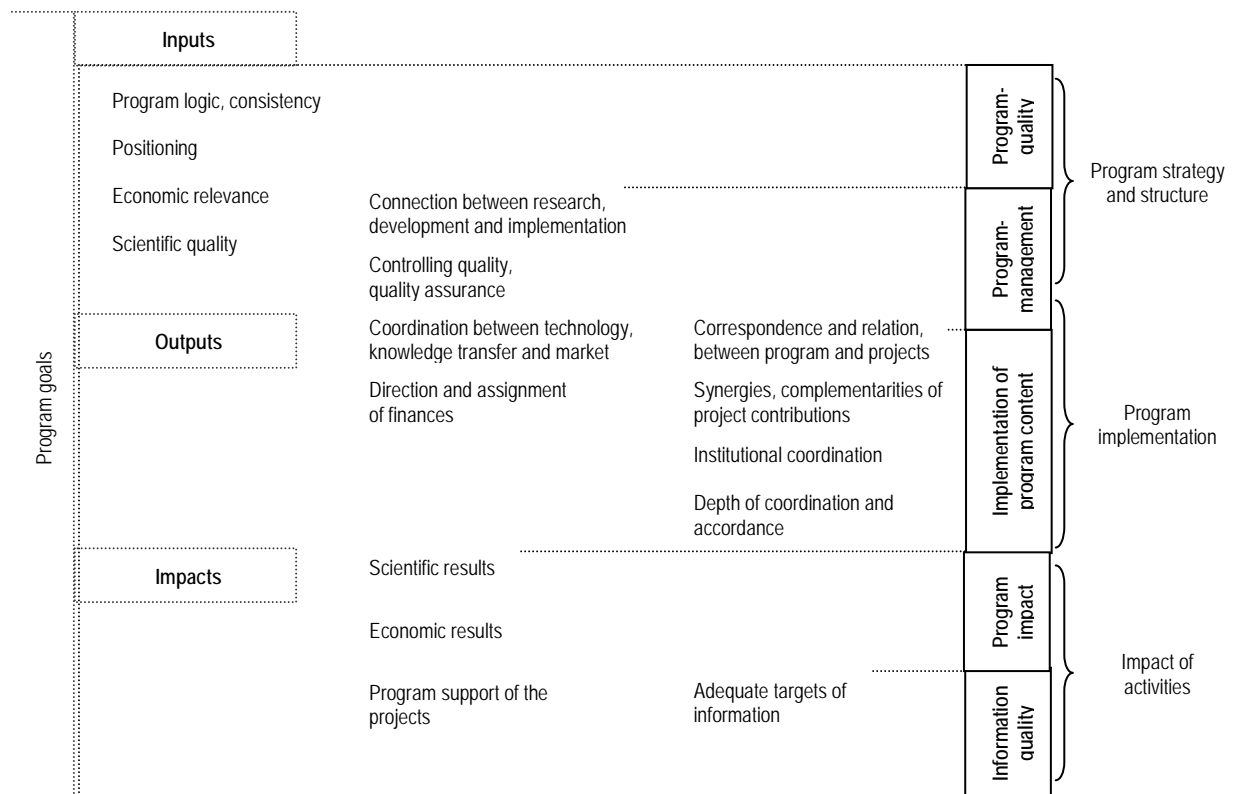 Inputs
Program logic, consistency
Positioning
Economic relevance
Scientific quality
Connection between research,
development and implementation
Controlling quality,
quality assurance
Program-
quality
Program-
management
Program strategy
and structure
Program goals
Outputs
Coordination between technology,
knowledge transfer and market
Direction and assignment
of finances
Correspondence and relation,
between program and projects
Synergies, complementarities of
project contributions
Institutional coordination
Depth of coordination and
accordance
Implementation of
program content
Program
implementation
Impacts
Scientific results
Economic results
Program support of the
projects
Adequate targets of
information
Program
impact
Information
quality
Impact of
activities